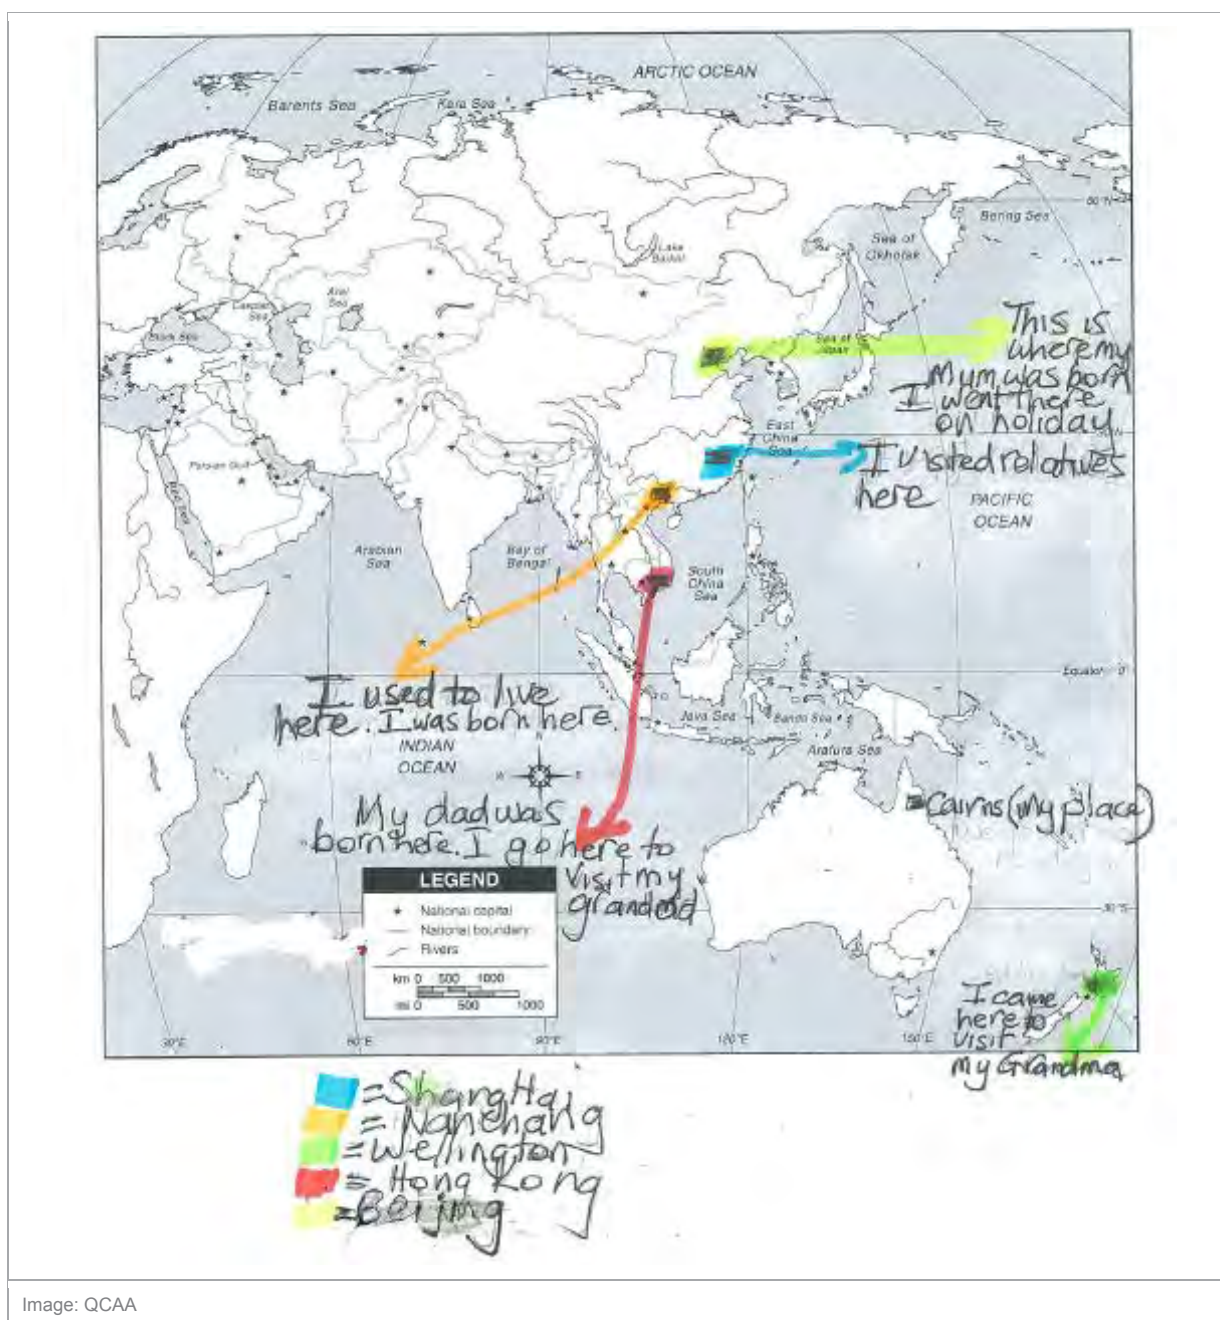 ARCTIC OCEAN
Barents Sea
Kara Sea
60°N
Bering Sea
Sea of
Okhotsk
Lake
Baikal
Aral
Sea
Caspian
Sea
Black Sea
Sea of
Japan
This is
where my
Mum was born
I went there
on holiday
East
China
Sea
I visited relatives
here
Persian Gulf
Red Sea
PACIFIC
OCEAN
Arabian
Sea
Bay of
Bengal
South
China
Sea
Equator 0°
I used to live
here. I was born here.
Java Sea
Banda Sea
Arafura Sea
INDIAN
OCEAN
N
W E
S
Cairns (my place)
My dad was
born here. I go here to
visit my
grandad
LEGEND
National capital
National boundary
Rivers
km 0 500 1000
mi 0 500 1000
30°S
I came
here to
visit
my Grandma
30°E
60°E
90°E
120°E
150°E
=ShangHai
= Nanchang
=Wellington
= Hong Kong
=Beijing
Image: QCAA